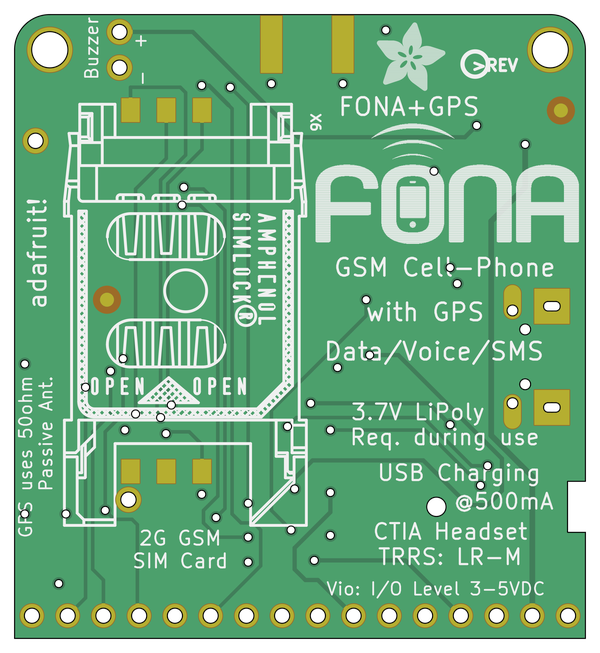 Buzzer
+
−
REV
FONA+GPS
9X
FONA
adafruit!
AMPHENOL
SIMLOCK®
GSM Cell-Phone
with GPS
Data/Voice/SMS
OPEN OPEN
3.7V LiPoly
Req. during use
GPS uses 50ohm
Passive Ant.
USB Charging
@500mA
2G GSM
SIM Card
CTIA Headset
TRRS: LR-M
Vio: I/O Level 3-5VDC